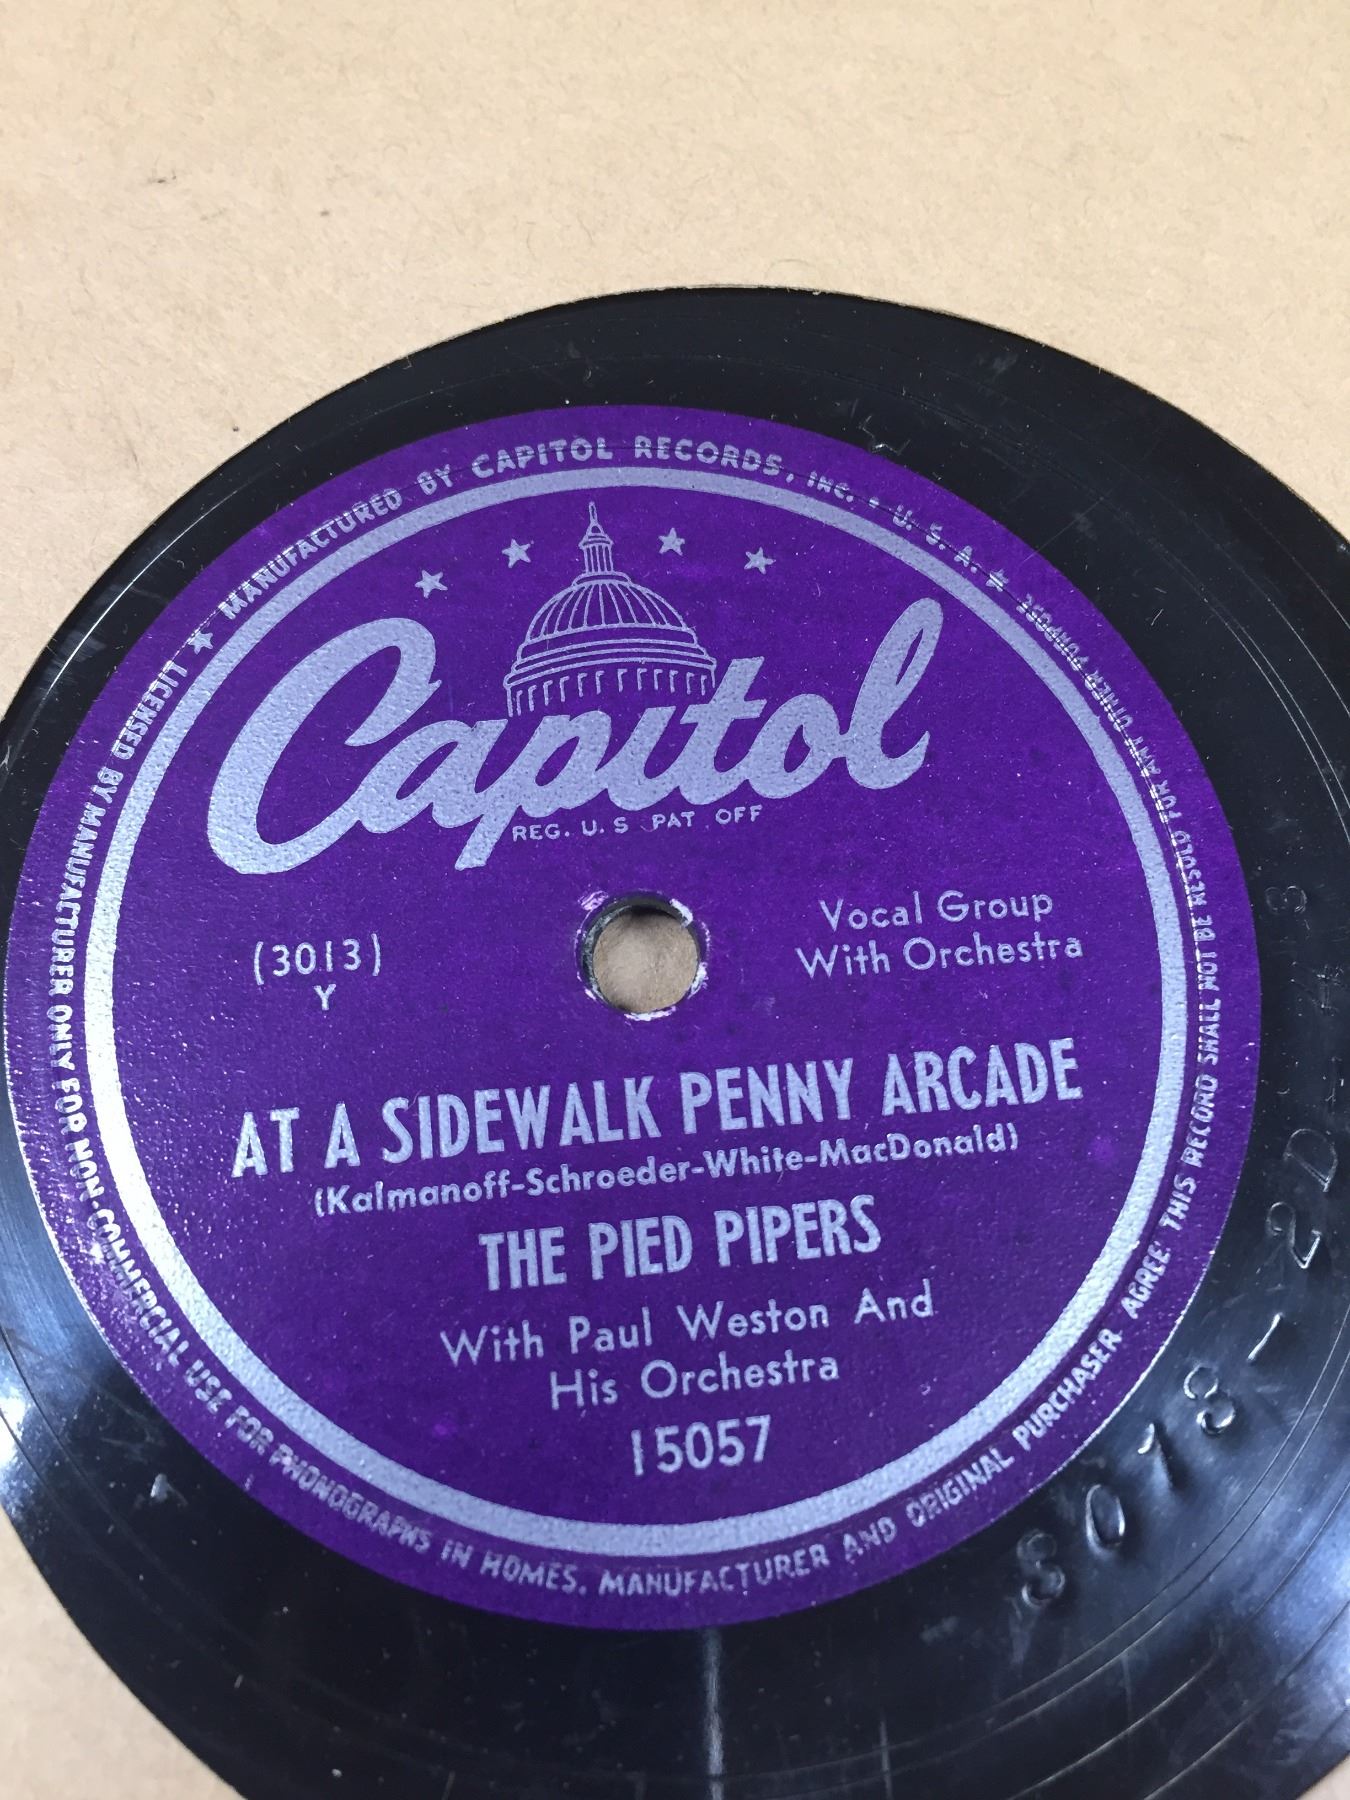 MANUFACTURED BY CAPITOL RECORDS, INC. • U. S. A. ★
LICENSED BY MANUFACTURER ONLY FOR NON-COMMERCIAL USE FOR PHONOGRAPHS IN HOMES. MANUFACTURER AND ORIGINAL PURCHASER AGREE THIS RECORD SHALL NOT BE RESOLD FOR ANY OTHER PURPOSE
Capitol
REG. U.S PAT OFF
(3013)
Y
Vocal Group
With Orchestra
AT A SIDEWALK PENNY ARCADE
(Kalmanoff-Schroeder-White-MacDonald)
THE PIED PIPERS
With Paul Weston And
His Orchestra
15057
3013-2D